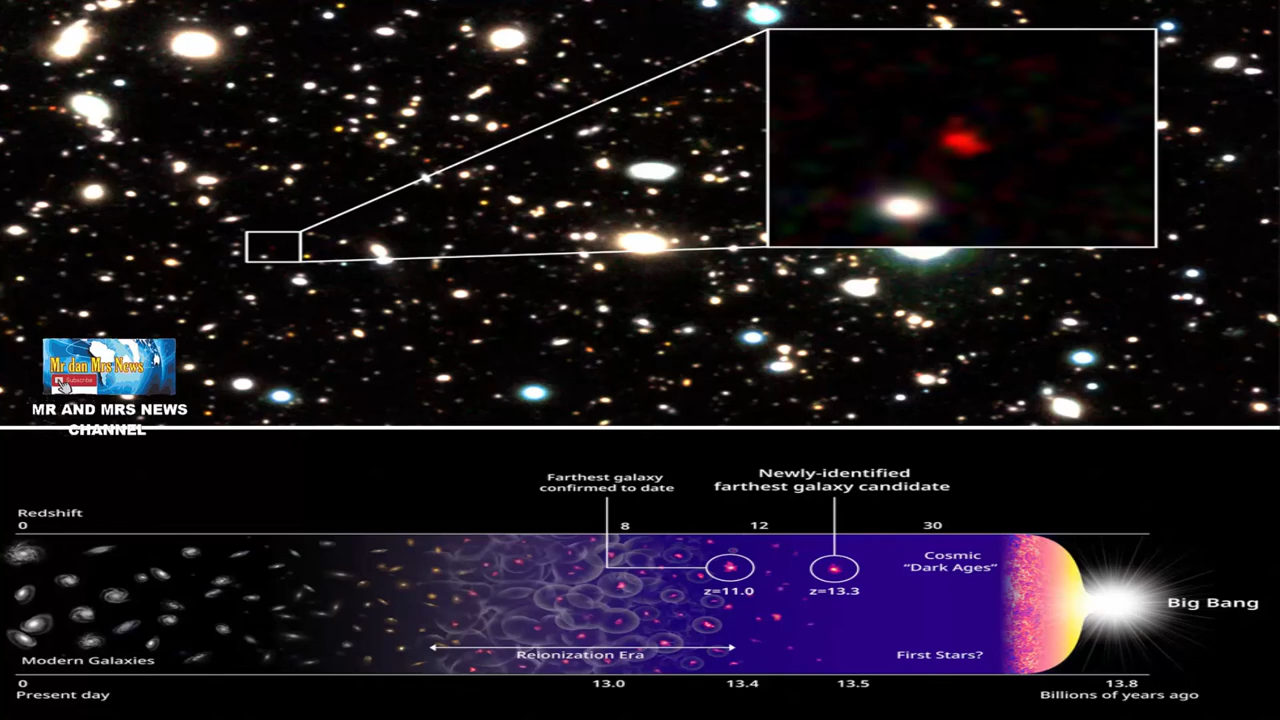 Mr dan Mrs News
Subscribe
MR AND MRS NEWS
CHANNEL
Farthest galaxy
confirmed to date
Newly-identified
farthest galaxy candidate
Redshift
0 8 12 30
Cosmic
"Dark Ages"
z=11.0 z=13.3
Big Bang
Modern Galaxies Reionization Era First Stars?
0 13.0 13.4 13.5 13.8
Present day Billions of years ago